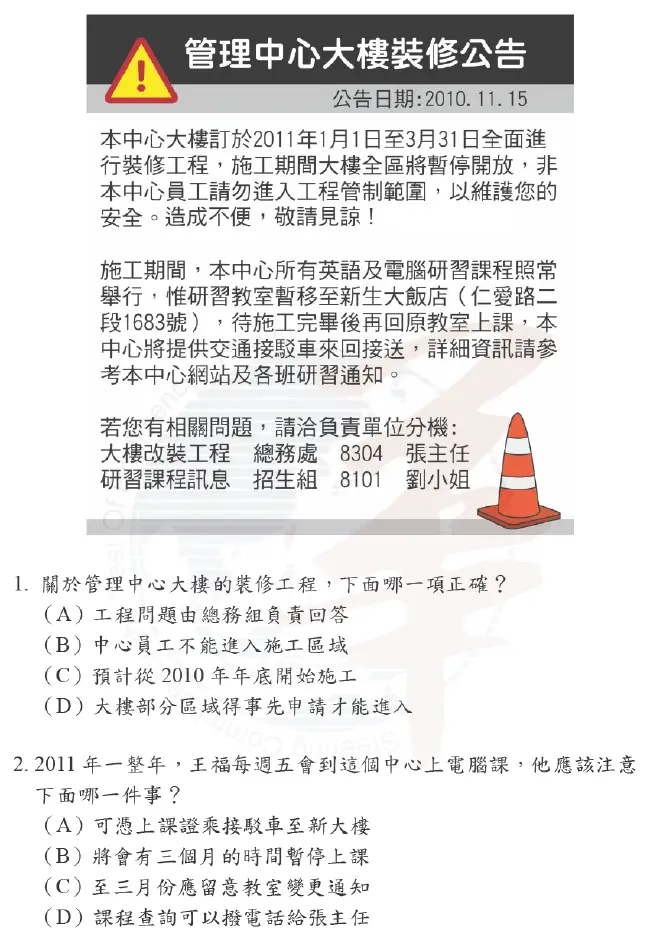 管理中心大樓裝修公告
公告日期:2010.11.15
本中心大樓訂於2011年1月1日至3月31日全面進
行裝修工程，施工期間大樓全區將暫停開放，非
本中心員工請勿進入工程管制範圍，以維護您的
安全。造成不便，敬請見諒！
施工期間，本中心所有英語及電腦研習課程照常
舉行，惟研習教室暫移至新生大飯店（仁愛路二
段1683號），待施工完畢後再回原教室上課，本
中心將提供交通接駁車來回接送，詳細資訊請參
考本中心網站及各班研習通知。
若您有相關問題，請洽負責單位分機:
大樓改裝工程　總務處　8304　張主任
研習課程訊息　招生組　8101　劉小姐
1. 關於管理中心大樓的裝修工程，下面哪一項正確？
（A）工程問題由總務組負責回答
（B）中心員工不能進入施工區域
（C）預計從 2010 年年底開始施工
（D）大樓部分區域得事先申請才能進入
2. 2011 年一整年，王福每週五會到這個中心上電腦課，他應該注意
下面哪一件事？
（A）可憑上課證乘接駁車至新大樓
（B）將會有三個月的時間暫停上課
（C）至三月份應留意教室變更通知
（D）課程查詢可以撥電話給張主任